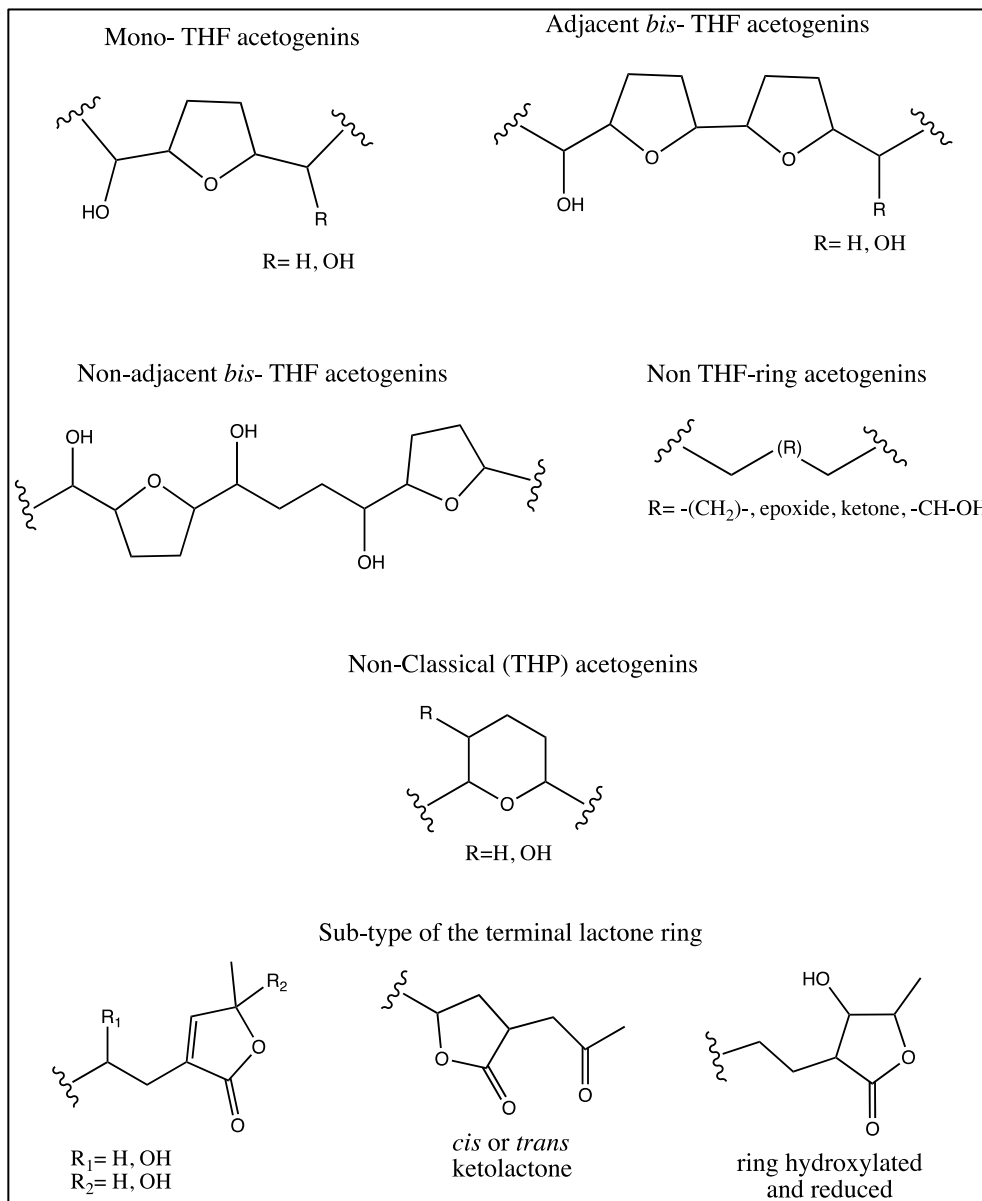 Mono- THF acetogenins
Adjacent bis- THF acetogenins
O
HO
R
R= H, OH
O
O
OH
R
R= H, OH
Non-adjacent bis- THF acetogenins
Non THF-ring acetogenins
OH
OH
O
O
OH
(R)
R= -(CH₂)-, epoxide, ketone, -CH-OH
Non-Classical (THP) acetogenins
R
O
R=H, OH
Sub-type of the terminal lactone ring
R₁
R₂
O
O
R₁= H, OH
R₂= H, OH
O
O
O
cis or trans
ketolactone
HO
O
O
ring hydroxylated
and reduced